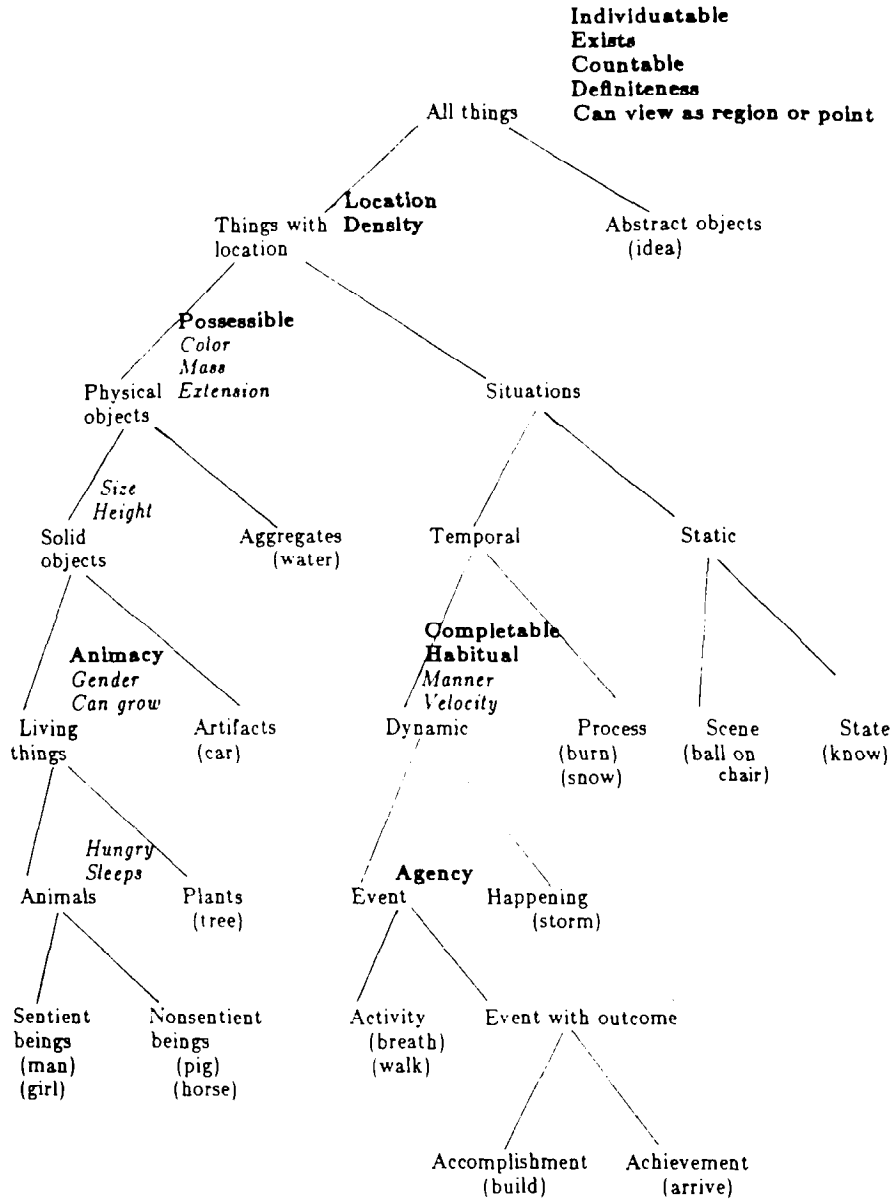 Individuatable
Exists
Countable
Definiteness
Can view as region or point
All things
Location
Density
Things with
location
Abstract objects
(idea)
Possessible
Color
Mass
Extension
Physical
objects
Situations
Size
Height
Solid
objects
Aggregates
(water)
Temporal
Static
Animacy
Gender
Can grow
Completable
Habitual
Manner
Velocity
Living
things
Artifacts
(car)
Dynamic
Process
(burn)
(snow)
Scene
(ball on
chair)
State
(know)
Hungry
Sleeps
Agency
Animals
Plants
(tree)
Event
Happening
(storm)
Sentient
beings
(man)
(girl)
Nonsentient
beings
(pig)
(horse)
Activity
(breath)
(walk)
Event with outcome
Accomplishment
(build)
Achievement
(arrive)